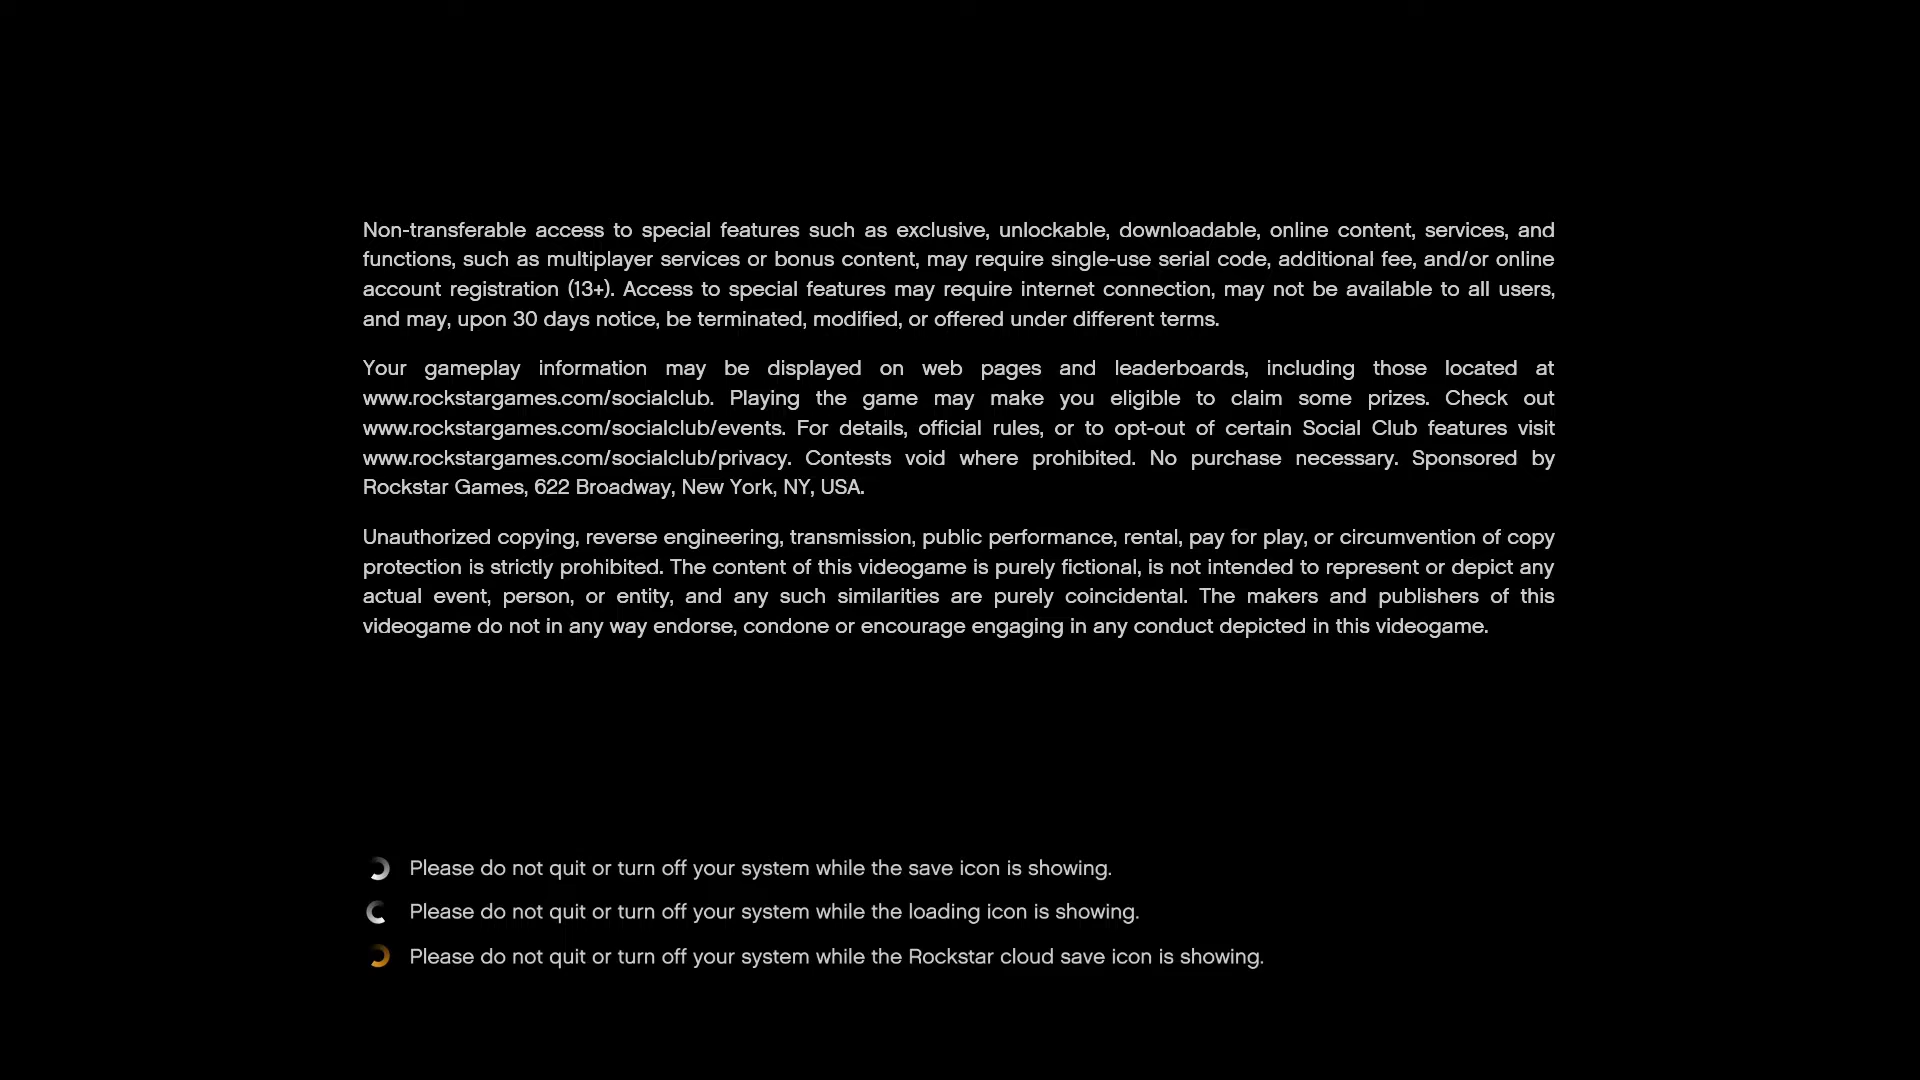 Non-transferable access to special features such as exclusive, unlockable, downloadable, online content, services, and
functions, such as multiplayer services or bonus content, may require single-use serial code, additional fee, and/or online
account registration (13+). Access to special features may require internet connection, may not be available to all users,
and may, upon 30 days notice, be terminated, modified, or offered under different terms.
Your gameplay information may be displayed on web pages and leaderboards, including those located at
www.rockstargames.com/socialclub. Playing the game may make you eligible to claim some prizes. Check out
www.rockstargames.com/socialclub/events. For details, official rules, or to opt-out of certain Social Club features visit
www.rockstargames.com/socialclub/privacy. Contests void where prohibited. No purchase necessary. Sponsored by
Rockstar Games, 622 Broadway, New York, NY, USA.
Unauthorized copying, reverse engineering, transmission, public performance, rental, pay for play, or circumvention of copy
protection is strictly prohibited. The content of this videogame is purely fictional, is not intended to represent or depict any
actual event, person, or entity, and any such similarities are purely coincidental. The makers and publishers of this
videogame do not in any way endorse, condone or encourage engaging in any conduct depicted in this videogame.
Please do not quit or turn off your system while the save icon is showing.
Please do not quit or turn off your system while the loading icon is showing.
Please do not quit or turn off your system while the Rockstar cloud save icon is showing.